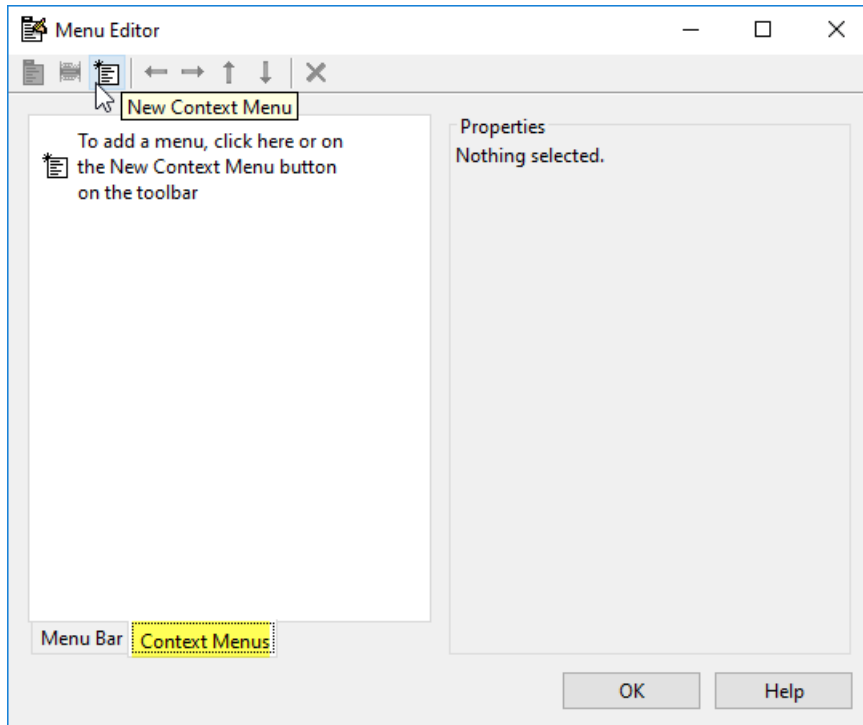 Menu Editor
New Context Menu
To add a menu, click here or on
the New Context Menu button
on the toolbar
Properties
Nothing selected.
Menu Bar
Context Menus
OK
Help